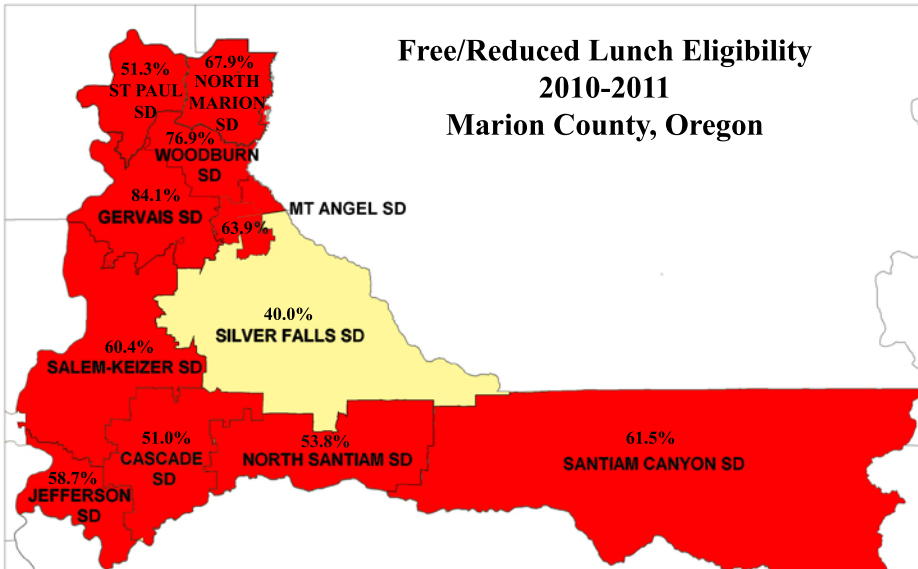 Free/Reduced Lunch Eligibility
2010-2011
Marion County, Oregon
51.3%
ST PAUL
SD
67.9%
NORTH
MARION
SD
76.9%
WOODBURN
SD
84.1%
GERVAIS SD
MT ANGEL SD
63.9%
40.0%
SILVER FALLS SD
60.4%
SALEM-KEIZER SD
51.0%
CASCADE
SD
53.8%
NORTH SANTIAM SD
61.5%
SANTIAM CANYON SD
58.7%
JEFFERSON
SD